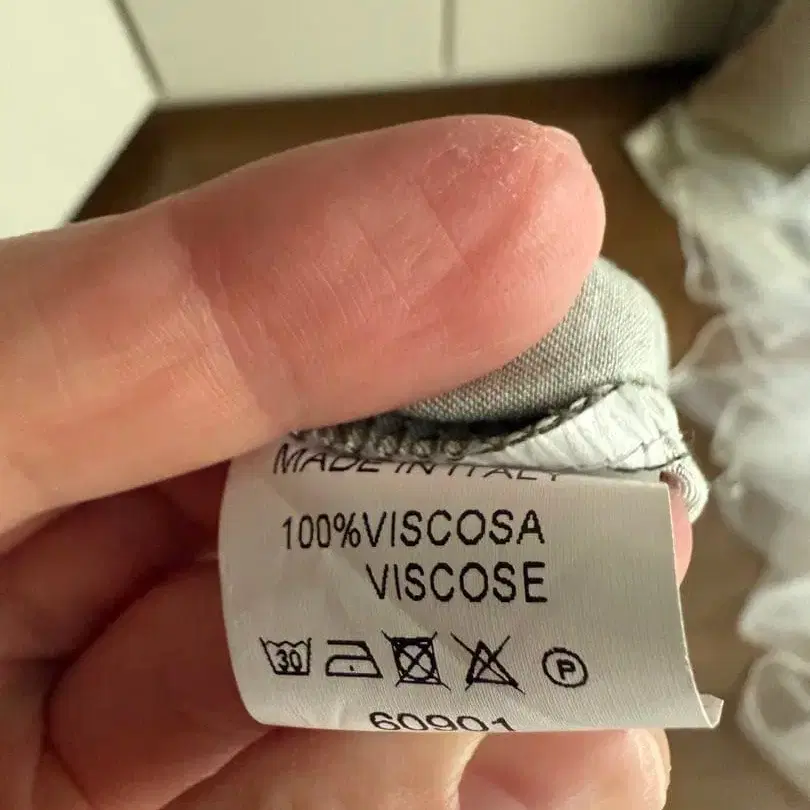 MADE IN ITALY
100%VISCOSA
VISCOSE
30 P
60901